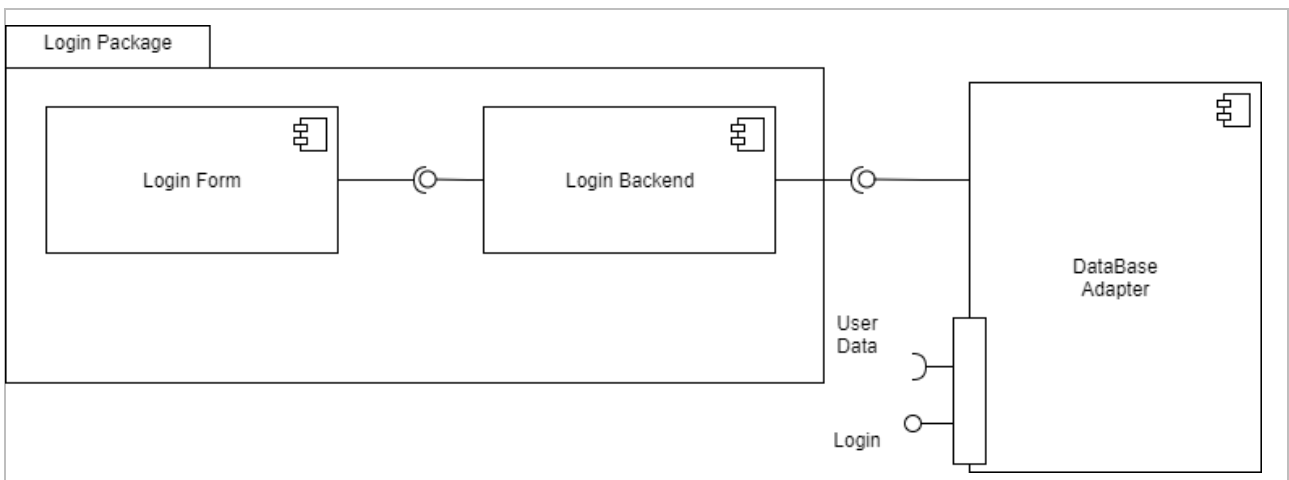 Login Package
Login Form
Login Backend
DataBase
Adapter
User
Data
Login